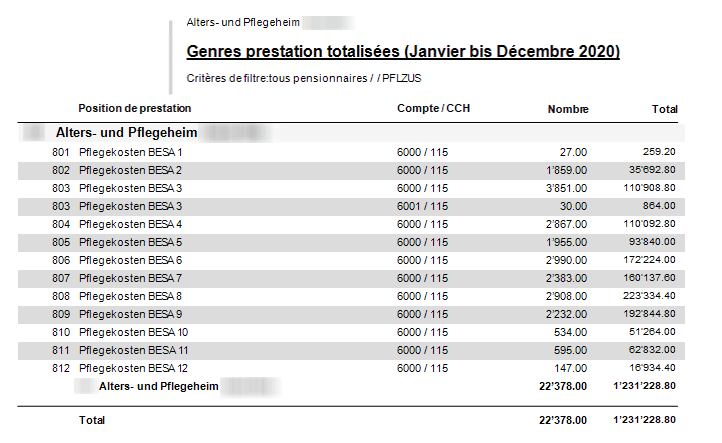 Alters- und Pflegeheim
Genres prestation totalisées (Janvier bis Décembre 2020)
Critères de filtre:tous pensionnaires / / PFLZUS
Position de prestation Compte / CCH Nombre Total
Alters- und Pflegeheim
801 Pflegekosten BESA 1 6000 / 115 27.00 259.20
802 Pflegekosten BESA 2 6000 / 115 1'859.00 35'692.80
803 Pflegekosten BESA 3 6000 / 115 3'851.00 110'908.80
803 Pflegekosten BESA 3 6001 / 115 30.00 864.00
804 Pflegekosten BESA 4 6000 / 115 2'867.00 110'092.80
805 Pflegekosten BESA 5 6000 / 115 1'955.00 93'840.00
806 Pflegekosten BESA 6 6000 / 115 2'990.00 172'224.00
807 Pflegekosten BESA 7 6000 / 115 2'383.00 160'137.60
808 Pflegekosten BESA 8 6000 / 115 2'908.00 223'334.40
809 Pflegekosten BESA 9 6000 / 115 2'232.00 192'844.80
810 Pflegekosten BESA 10 6000 / 115 534.00 51'264.00
811 Pflegekosten BESA 11 6000 / 115 595.00 62'832.00
812 Pflegekosten BESA 12 6000 / 115 147.00 16'934.40
Alters- und Pflegeheim 22'378.00 1'231'228.80
Total 22'378.00 1'231'228.80